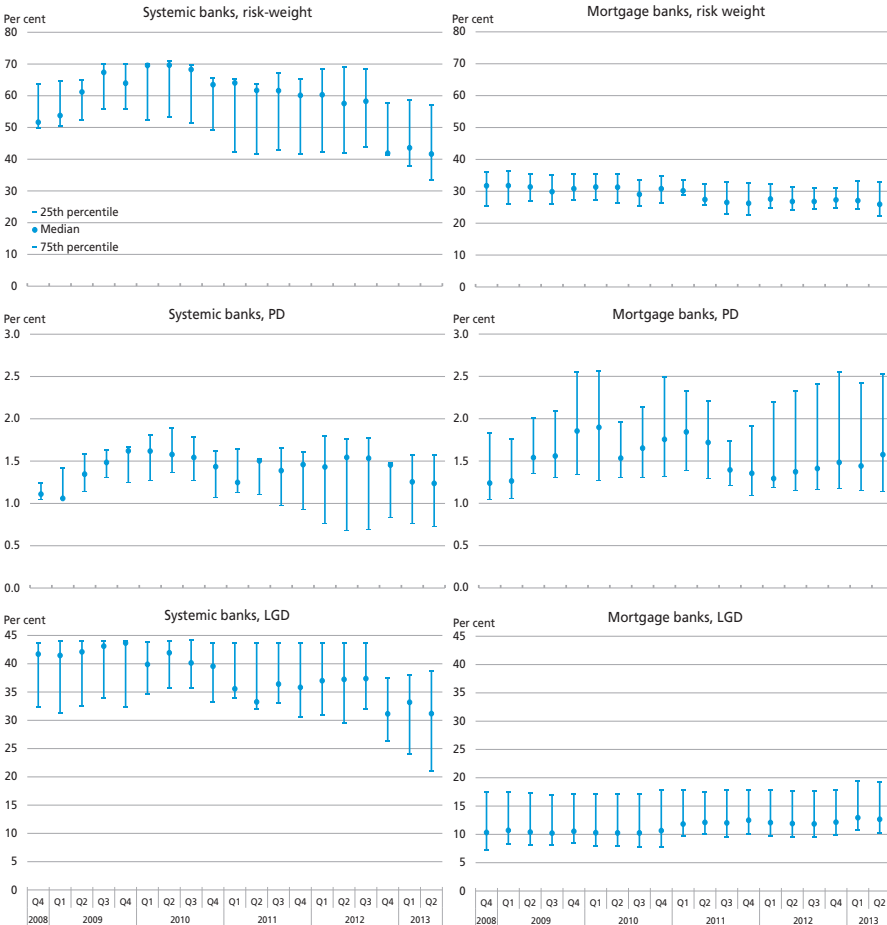 Systemic banks, risk-weight
Per cent
80
70
60
50
40
30
20
10
0
25th percentile
Median
75th percentile
Mortgage banks, risk weight
Per cent
80
70
60
50
40
30
20
10
0
Systemic banks, PD
Per cent
3.0
2.5
2.0
1.5
1.0
0.5
0.0
Mortgage banks, PD
Per cent
3.0
2.5
2.0
1.5
1.0
0.5
0.0
Systemic banks, LGD
Per cent
45
40
35
30
25
20
15
10
5
0
Q4 Q1 Q2 Q3 Q4 Q1 Q2 Q3 Q4 Q1 Q2 Q3 Q4 Q1 Q2 Q3 Q4 Q1 Q2
2008 2009 2010 2011 2012 2013
Mortgage banks, LGD
Per cent
45
40
35
30
25
20
15
10
5
0
Q4 Q1 Q2 Q3 Q4 Q1 Q2 Q3 Q4 Q1 Q2 Q3 Q4 Q1 Q2 Q3 Q4 Q1 Q2
2008 2009 2010 2011 2012 2013